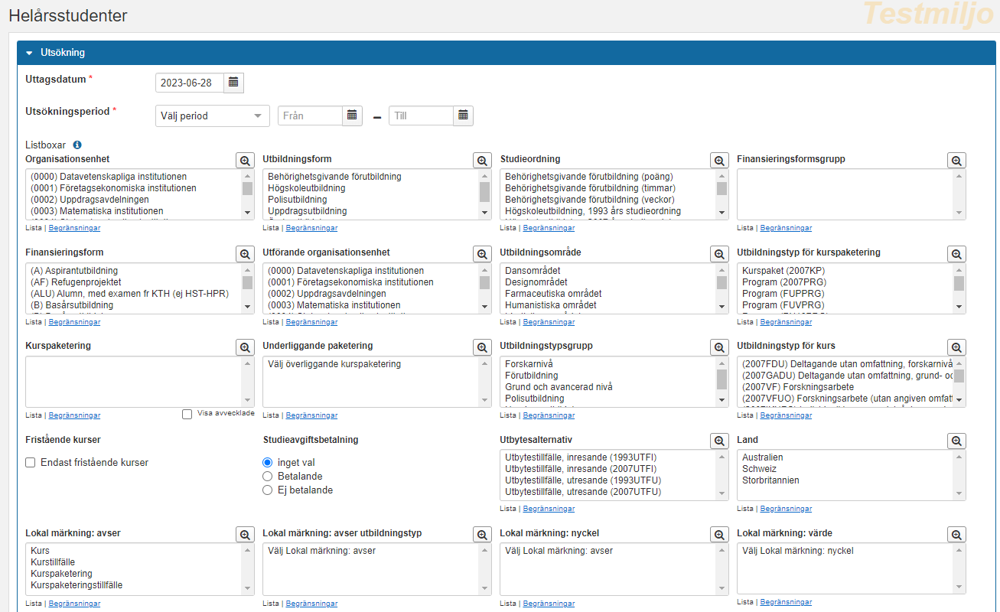 Helårsstudenter
Testmiljo
Utsökning
Uttagsdatum *
2023-06-28
Utsökningsperiod *
Välj period
Från
–
Till
Listboxar
Organisationsenhet
(0000) Datavetenskapliga institutionen
(0001) Företagsekonomiska institutionen
(0002) Uppdragsavdelningen
(0003) Matematiska institutionen
Lista | Begränsningar
Utbildningsform
Behörighetsgivande förutbildning
Högskoleutbildning
Polisutbildning
Uppdragsutbildning
Lista | Begränsningar
Studieordning
Behörighetsgivande förutbildning (poäng)
Behörighetsgivande förutbildning (timmar)
Behörighetsgivande förutbildning (veckor)
Högskoleutbildning, 1993 års studieordning
Lista | Begränsningar
Finansieringsformsgrupp
Lista | Begränsningar
Finansieringsform
(A) Aspirantutbildning
(AF) Refugenprojektet
(ALU) Alumn, med examen fr KTH (ej HST-HPR)
(B) Basårsutbildning
Lista | Begränsningar
Utförande organisationsenhet
(0000) Datavetenskapliga institutionen
(0001) Företagsekonomiska institutionen
(0002) Uppdragsavdelningen
(0003) Matematiska institutionen
Lista | Begränsningar
Utbildningsområde
Dansområdet
Designområdet
Farmaceutiska området
Humanistiska området
Lista | Begränsningar
Utbildningstyp för kurspaketering
Kurspaket (2007KP)
Program (2007PRG)
Program (FUPPRG)
Program (FUVPRG)
Lista | Begränsningar
Kurspaketering
Lista | Begränsningar
Visa avvecklade
Underliggande paketering
Välj överliggande kurspaketering
Lista | Begränsningar
Utbildningstypsgrupp
Forskarnivå
Förutbildning
Grund och avancerad nivå
Polisutbildning
Lista | Begränsningar
Utbildningstyp för kurs
(2007FDU) Deltagande utan omfattning, forskarnivå
(2007GADU) Deltagande utan omfattning, grund- oc
(2007VF) Forskningsarbete
(2007VFUO) Forskningsarbete (utan angiven omfatt
Lista | Begränsningar
Fristående kurser
Endast fristående kurser
Studieavgiftsbetalning
inget val
Betalande
Ej betalande
Utbytesalternativ
Utbytestillfälle, inresande (1993UTFI)
Utbytestillfälle, inresande (2007UTFI)
Utbytestillfälle, utresande (1993UTFU)
Utbytestillfälle, utresande (2007UTFU)
Lista | Begränsningar
Land
Australien
Schweiz
Storbritannien
Lista | Begränsningar
Lokal märkning: avser
Kurs
Kurstillfälle
Kurspaketering
Kurspaketeringstillfälle
Lista | Begränsningar
Lokal märkning: avser utbildningstyp
Välj Lokal märkning: avser
Lista | Begränsningar
Lokal märkning: nyckel
Välj Lokal märkning: avser
Lista | Begränsningar
Lokal märkning: värde
Välj Lokal märkning: nyckel
Lista | Begränsningar